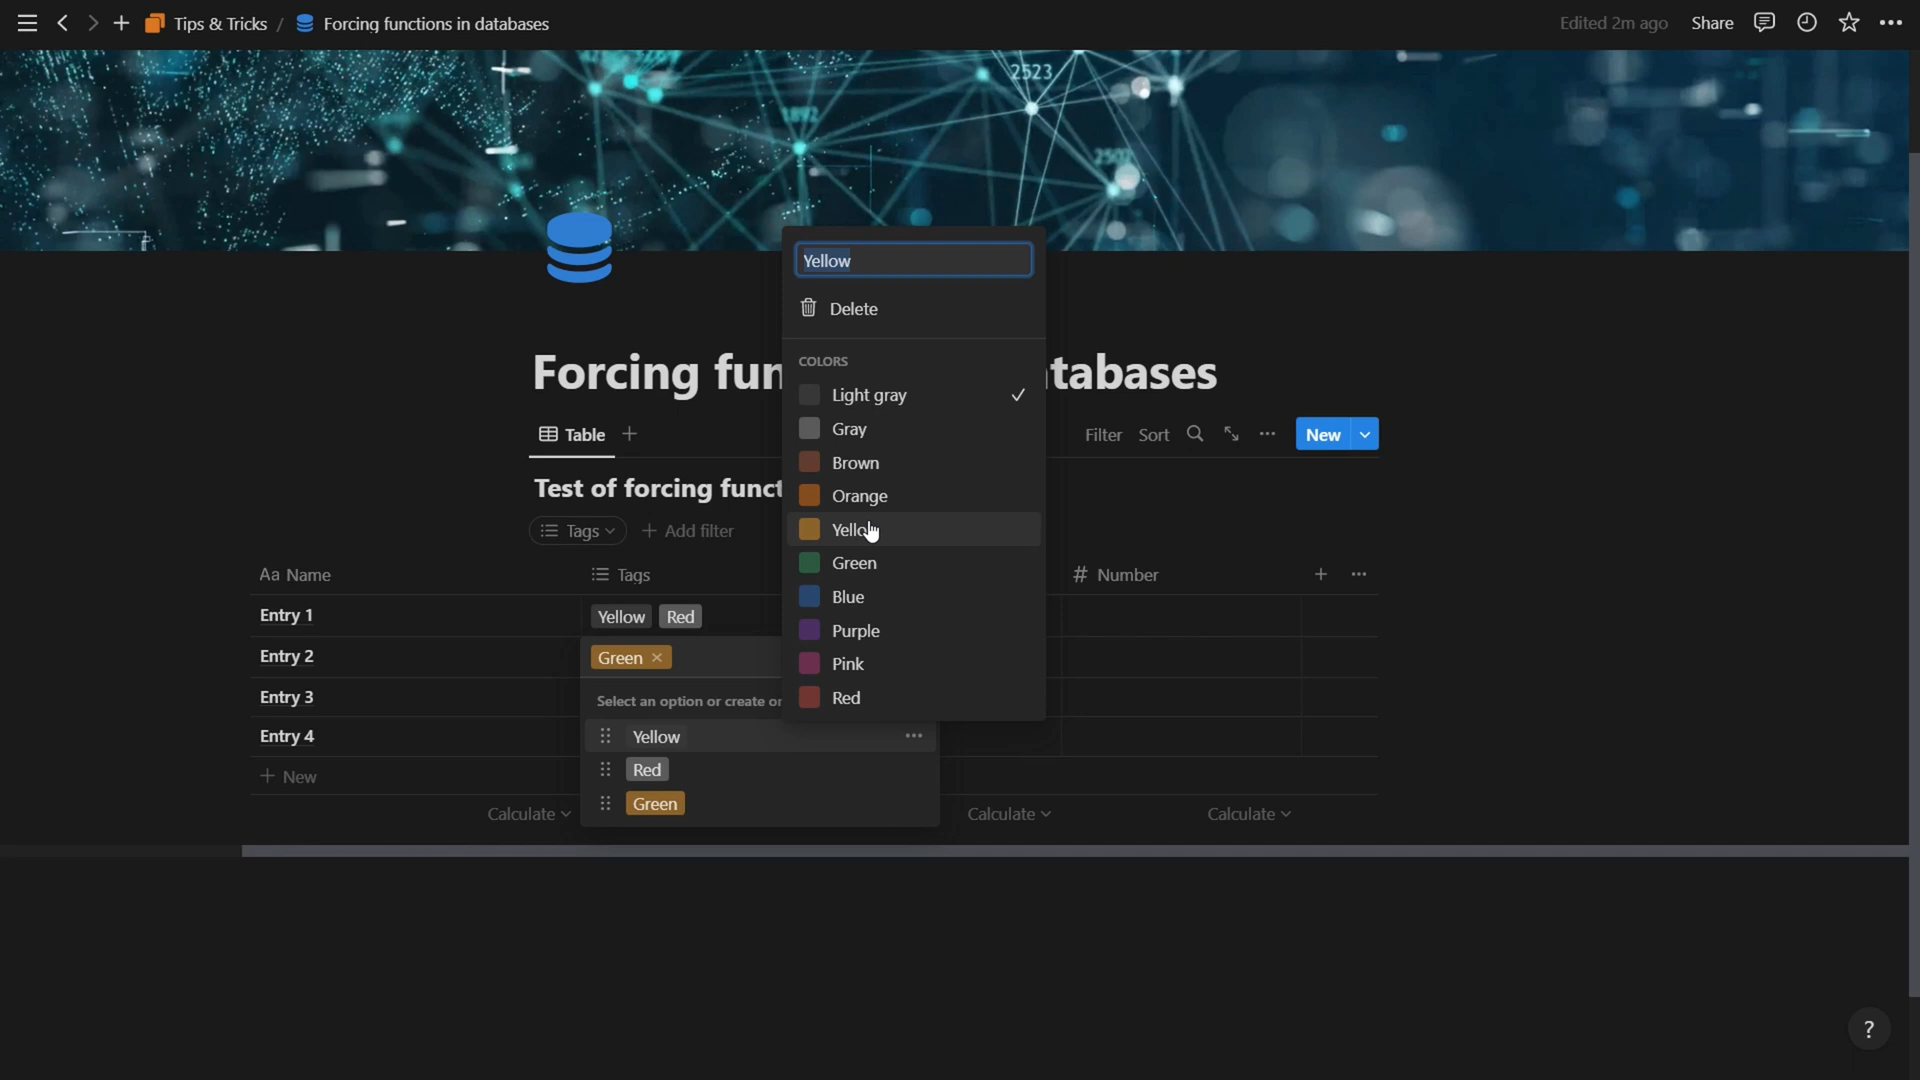 Tips & Tricks / Forcing functions in databases
Edited 2m ago Share
2523
1892
Yellow
Delete
Forcing fun tabases
COLORS
Light gray
Gray
Table
Filter Sort New
Brown
Test of forcing funct
Orange
Tags Add filter
Yello
Green
Aa Name Tags # Number
Blue
Entry 1 Yellow Red
Purple
Entry 2 Green
Pink
Entry 3 Select an option or create or
Red
Entry 4 Yellow
Red
New
Green
Calculate Calculate Calculate
?